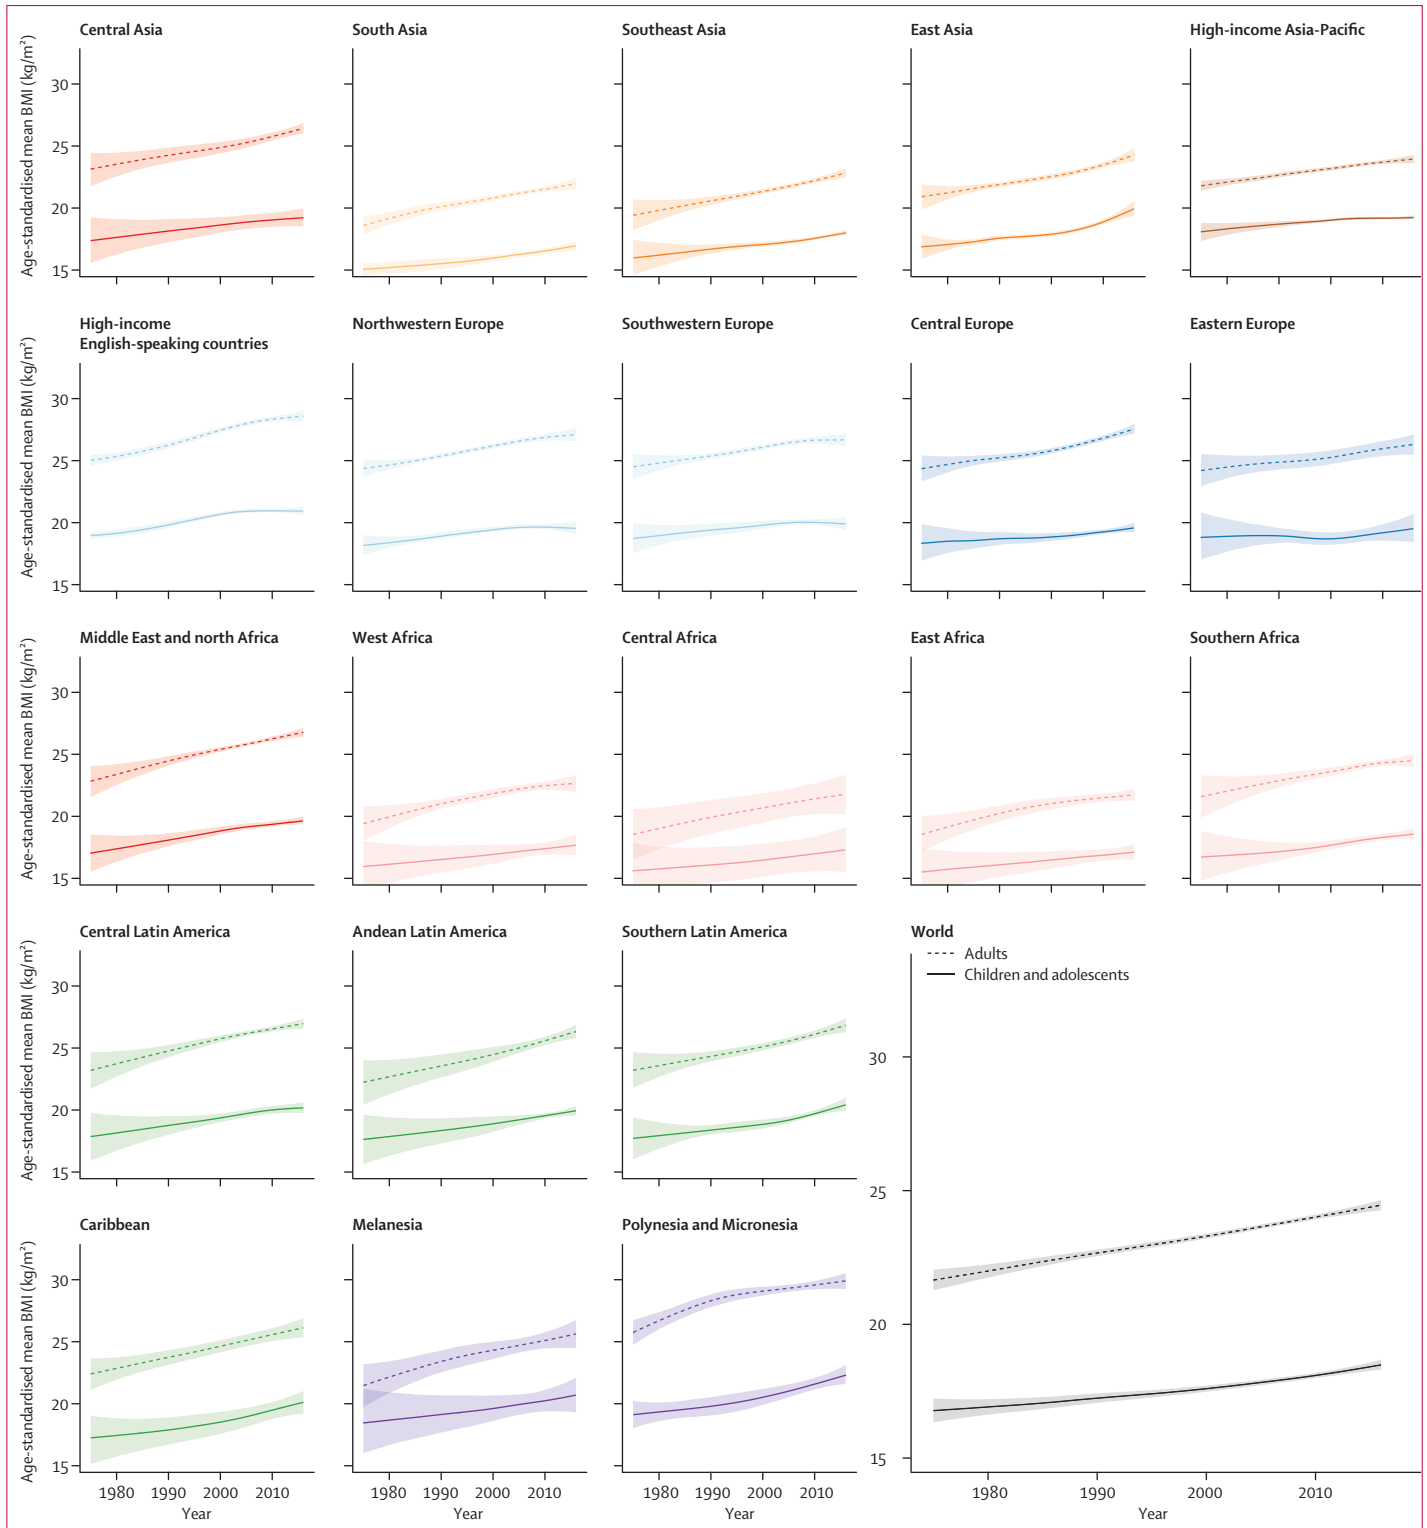 Central Asia
South Asia
Southeast Asia
East Asia
High-income Asia-Pacific
Age-standardised mean BMI (kg/m²)
30
25
20
15
High-income
English-speaking countries
Northwestern Europe
Southwestern Europe
Central Europe
Eastern Europe
Age-standardised mean BMI (kg/m²)
30
25
20
15
Middle East and north Africa
West Africa
Central Africa
East Africa
Southern Africa
Age-standardised mean BMI (kg/m²)
30
25
20
15
Central Latin America
Andean Latin America
Southern Latin America
World
Adults
Children and adolescents
Age-standardised mean BMI (kg/m²)
30
25
20
15
30
25
20
15
Caribbean
Melanesia
Polynesia and Micronesia
Age-standardised mean BMI (kg/m²)
30
25
20
15
1980 1990 2000 2010
Year
1980 1990 2000 2010
Year
1980 1990 2000 2010
Year
1980 1990 2000 2010
Year